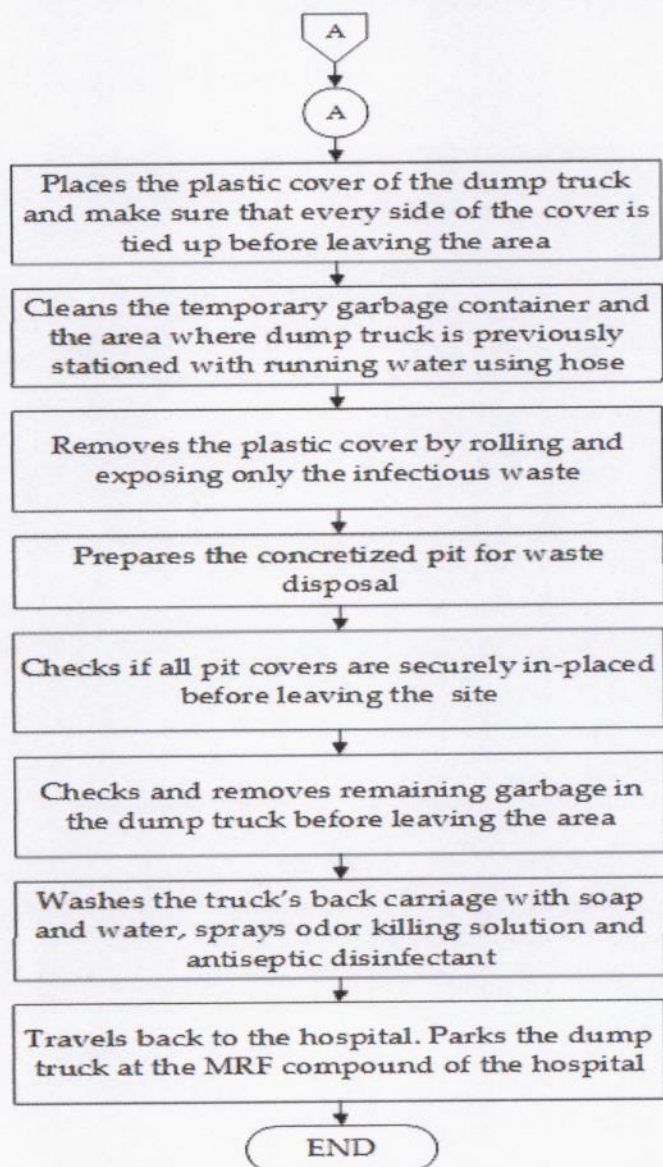 A
A
Places the plastic cover of the dump truck
and make sure that every side of the cover is
tied up before leaving the area
Cleans the temporary garbage container and
the area where dump truck is previously
stationed with running water using hose
Removes the plastic cover by rolling and
exposing only the infectious waste
Prepares the concretized pit for waste
disposal
Checks if all pit covers are securely in-placed
before leaving the site
Checks and removes remaining garbage in
the dump truck before leaving the area
Washes the truck's back carriage with soap
and water, sprays odor killing solution and
antiseptic disinfectant
Travels back to the hospital. Parks the dump
truck at the MRF compound of the hospital
END